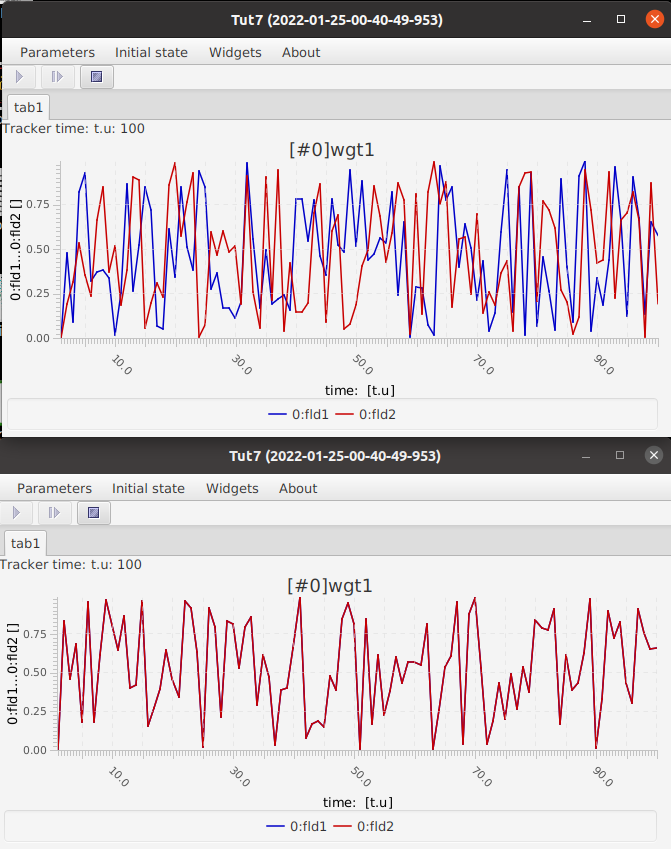 Tut7 (2022-01-25-00-40-49-953)
Parameters Initial state Widgets About
tab1
Tracker time: t.u: 100
[#0]wgt1
0:fld1...0:fld2 []
0.75
0.50
0.25
0.00
10.0 30.0 50.0 70.0 90.0
time: [t.u]
0:fld1 0:fld2
Tut7 (2022-01-25-00-40-49-953)
Parameters Initial state Widgets About
tab1
Tracker time: t.u: 100
[#0]wgt1
0:fld1...0:fld2 []
0.75
0.50
0.25
0.00
10.0 30.0 50.0 70.0 90.0
time: [t.u]
0:fld1 0:fld2